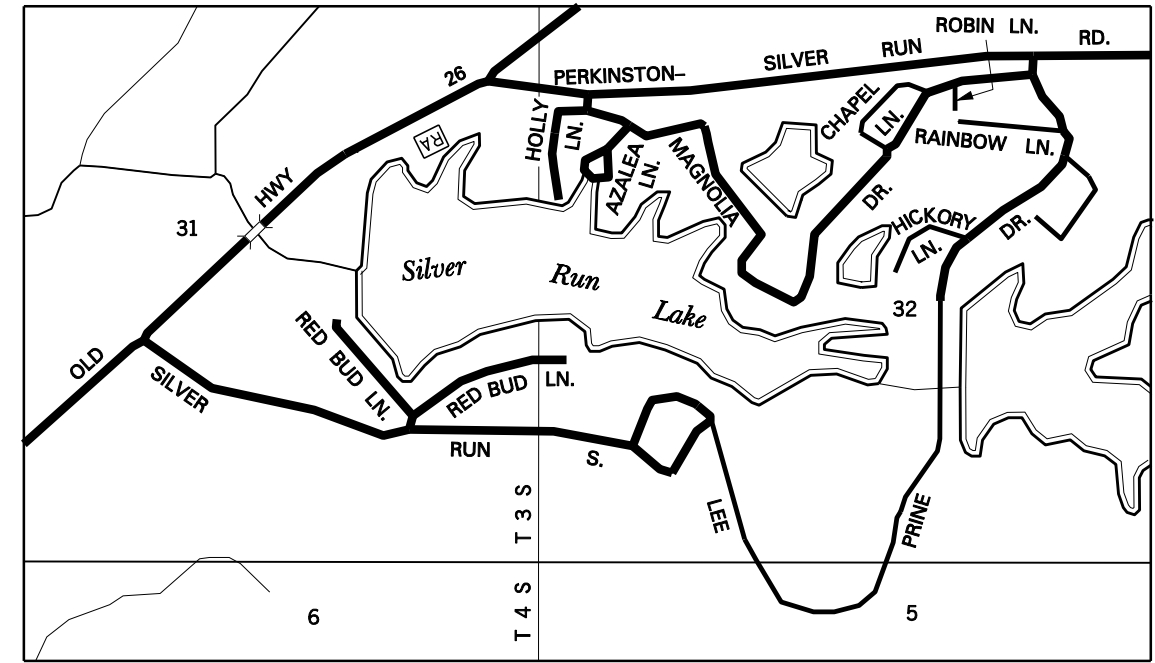 ROBIN LN.
PERKINSTON– SILVER RUN RD.
OLD HWY 26
RA
HOLLY LN.
AZALEA LN.
MAGNOLIA DR.
CHAPEL LN.
RAINBOW LN.
HICKORY LN.
DR.
31
32
Silver Run Lake
RED BUD LN.
RED BUD LN.
SILVER RUN S.
LEE PRINE
T 3 S
T 4 S
6
5